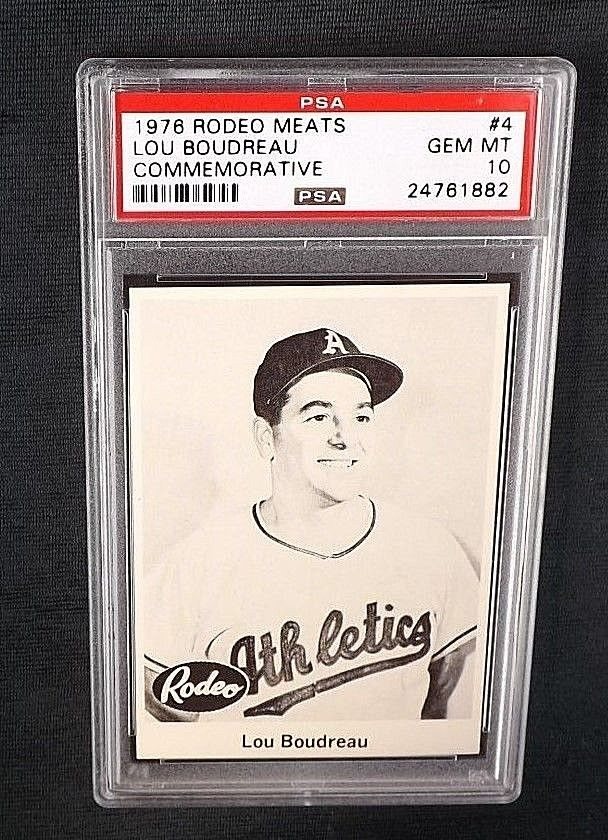 PSA
1976 RODEO MEATS #4
LOU BOUDREAU GEM MT
COMMEMORATIVE 10
PSA 24761882
A
Athletics
Rodeo
Lou Boudreau